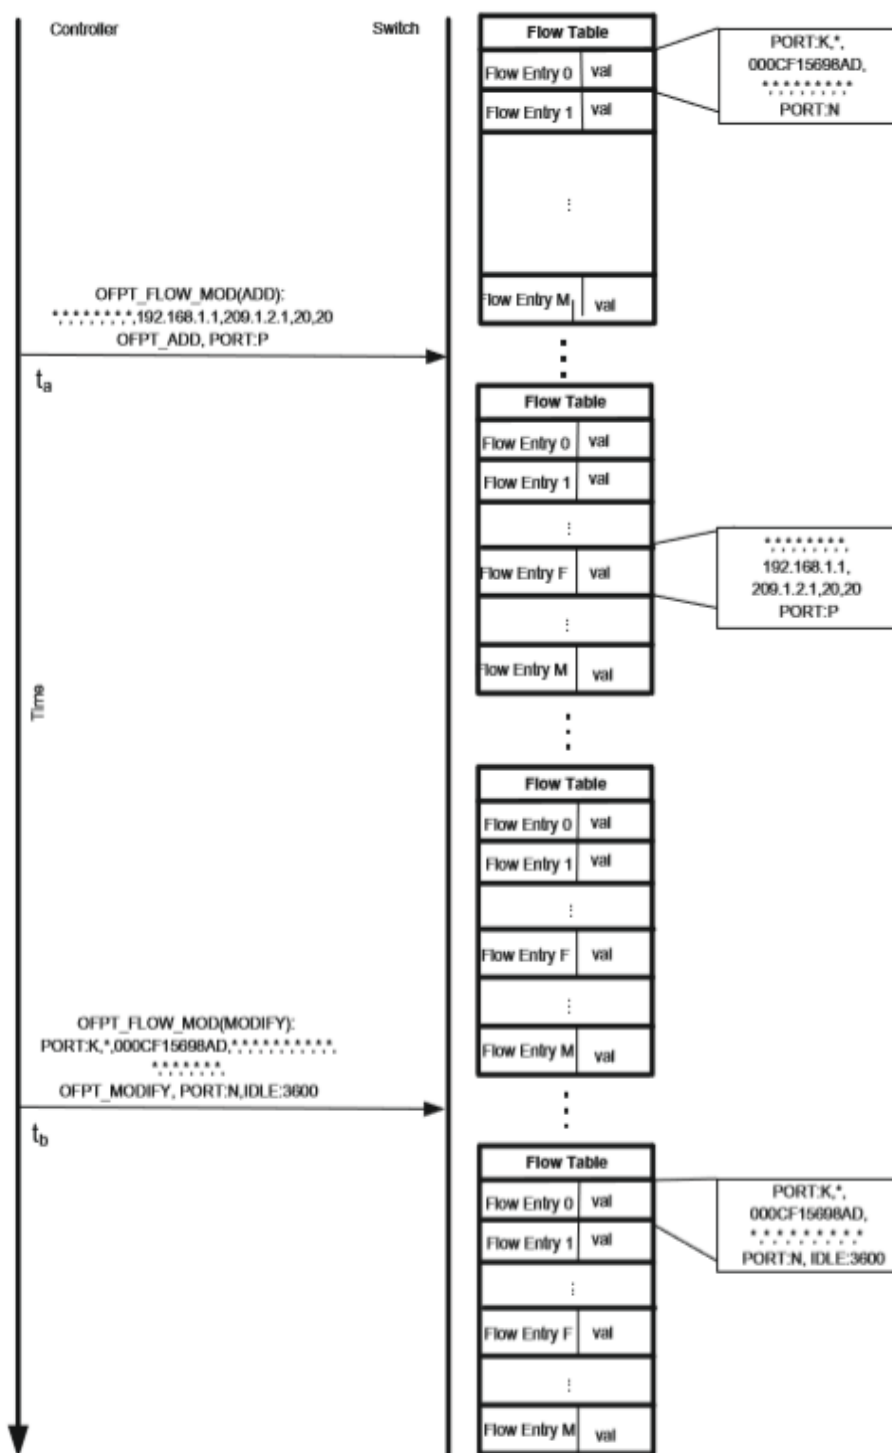 Controller
Switch
Flow Table
Flow Entry 0 val
Flow Entry 1 val
⋮
Flow Entry M val
PORT:K,*,
000CF15698AD,
*,*,*,*,*,*,*,*,*
PORT:N
OFPT_FLOW_MOD(ADD):
*,*,*,*,*,*,*,*,192.168.1.1,209.1.2.1,20,20
OFPT_ADD, PORT:P
ta
Flow Table
Flow Entry 0 val
Flow Entry 1 val
⋮
Flow Entry F val
⋮
Flow Entry M val
*,*,*,*,*,*,*,*,
192.168.1.1,
209.1.2.1,20,20
PORT:P
Time
Flow Table
Flow Entry 0 val
Flow Entry 1 val
⋮
Flow Entry F val
⋮
Flow Entry M val
OFPT_FLOW_MOD(MODIFY):
PORT:K,*,000CF15698AD,*,*,*,*,*,*,*,*,*,*,
*,*,*,*,*,*,*,
OFPT_MODIFY, PORT:N,IDLE:3600
tb
Flow Table
Flow Entry 0 val
Flow Entry 1 val
⋮
Flow Entry F val
⋮
Flow Entry M val
PORT:K,*,
000CF15698AD,
*,*,*,*,*,*,*,*,*,*
PORT:N, IDLE:3600